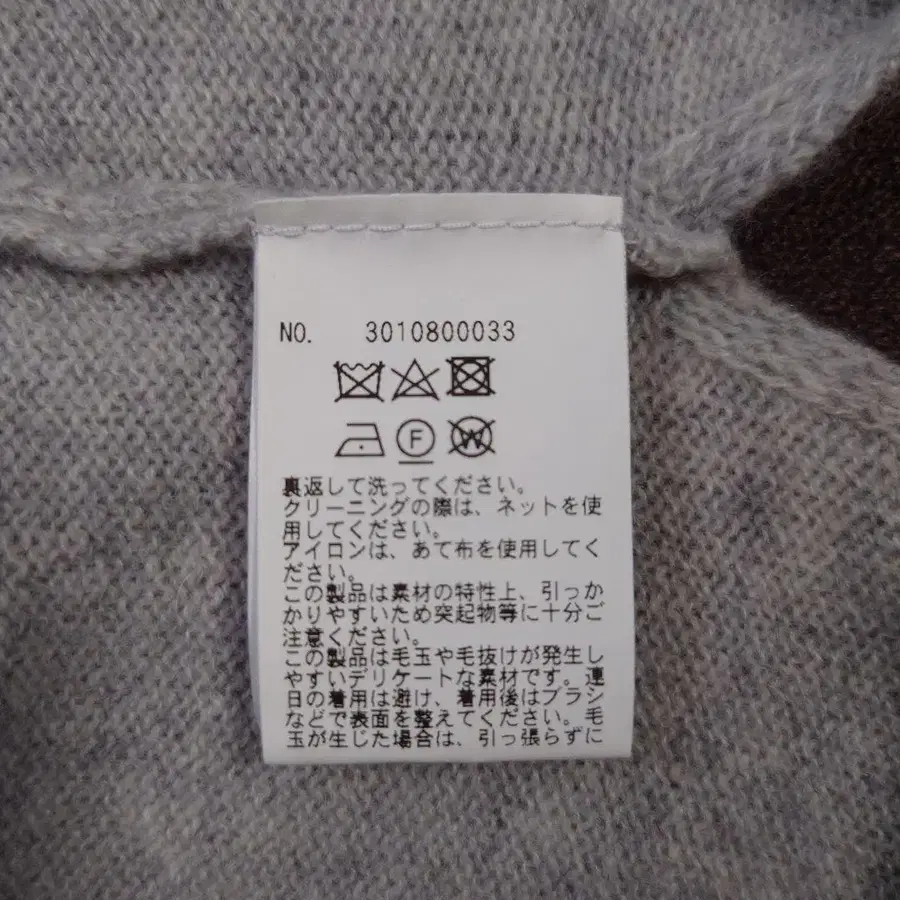 NO. 3010800033
F W
裏返して洗ってください。
クリーニングの際は、ネットを使
用してください。
アイロンは、あて布を使用してく
ださい。
この製品は素材の特性上、引っか
かりやすいため突起物等に十分ご
注意ください。
この製品は毛玉や毛抜けが発生し
やすいデリケートな素材です。連
日の着用は避け、着用後はブラシ
などで表面を整えてください。毛
玉が生じた場合は、引っ張らずに